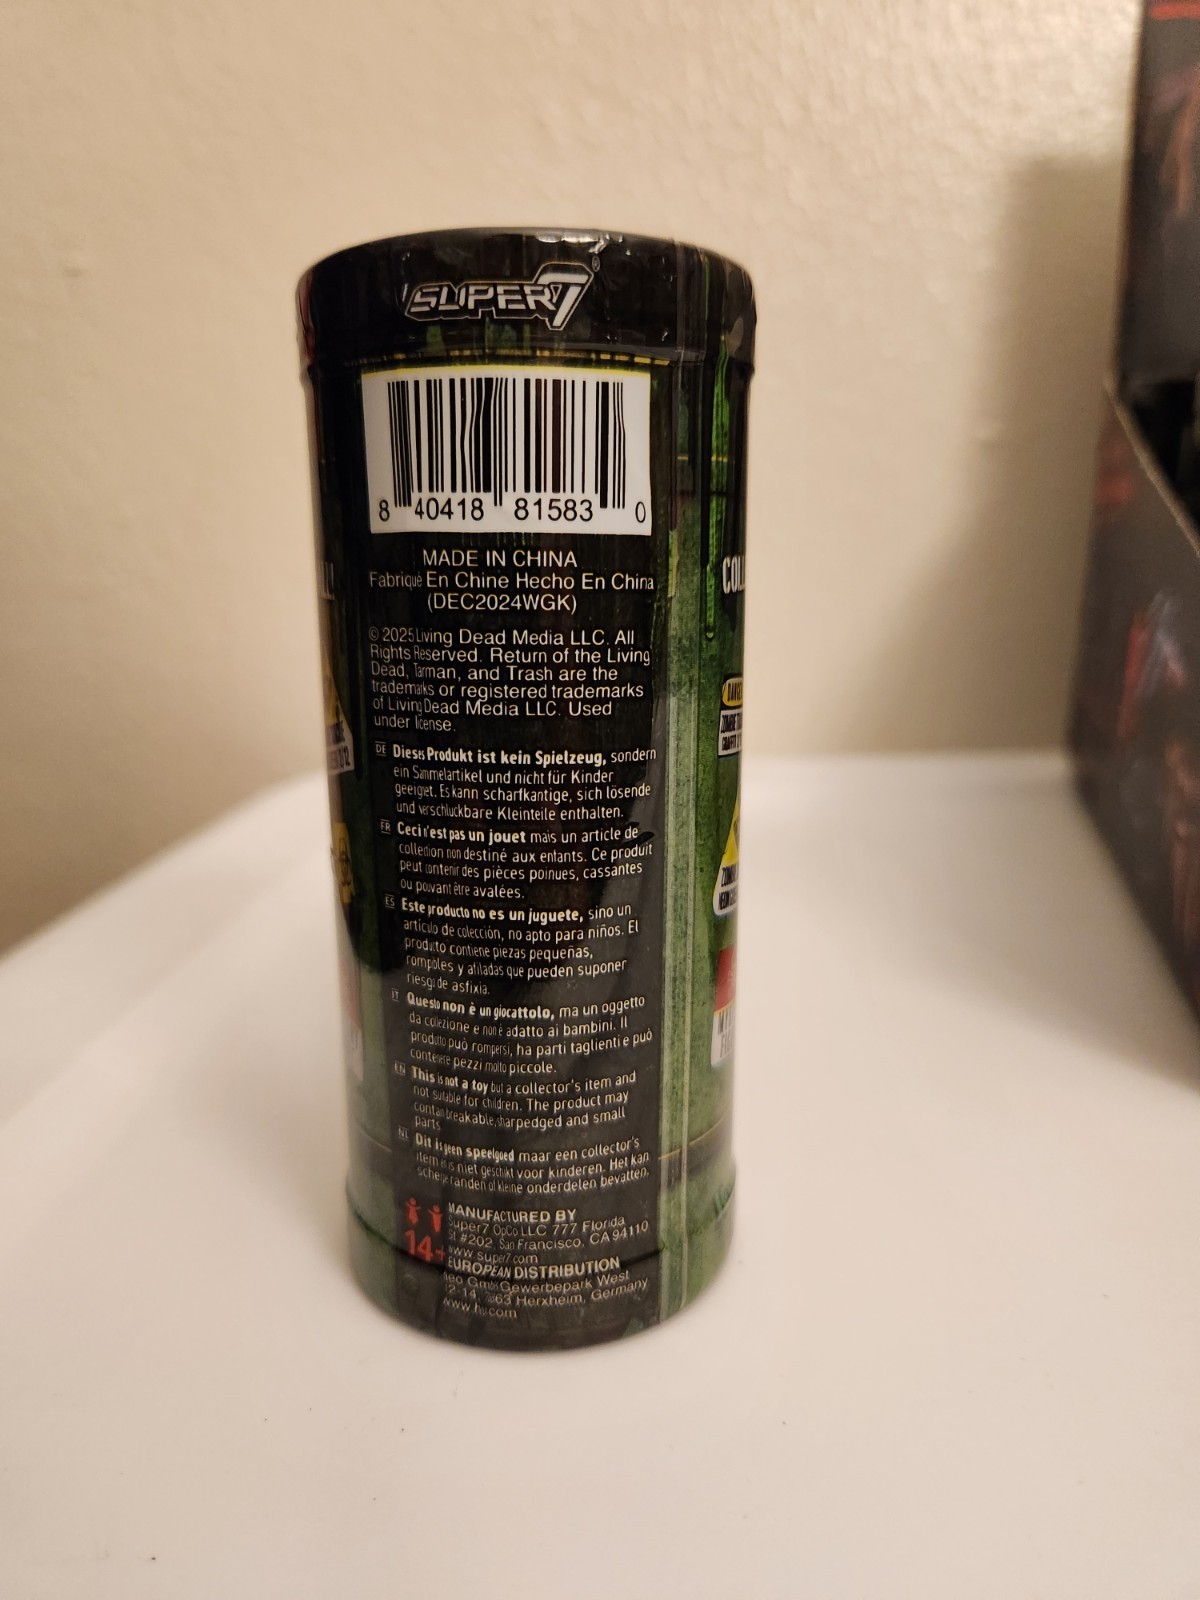 SUPER7®
8 40418 81583 0
MADE IN CHINA
Fabriqué En Chine Hecho En China
(DEC2024WGK)
© 2025 Living Dead Media LLC. All
Rights Reserved. Return of the Living
Dead, Tarman, and Trash are the
trademarks or registered trademarks
of Living Dead Media LLC. Used
under license.
DE Dieses Produkt ist kein Spielzeug, sondern
ein Sammelartikel und nicht für Kinder
geeignet. Es kann scharfkantige, sich lösende
und verschluckbare Kleinteile enthalten.
FR Ceci n'est pas un jouet mais un article de
collection non destiné aux enfants. Ce produit
peut contenir des pièces poinues, cassantes
ou pouvant être avalées.
ES Este producto no es un juguete, sino un
artículo de colección, no apto para niños. El
producto contiene piezas pequeñas,
rompibles y afiladas que pueden suponer
riesgo de asfixia.
IT Questo non è un giocattolo, ma un oggetto
da collezione e non è adatto ai bambini. Il
prodotto può rompersi, ha parti taglienti e può
contenere pezzi molto piccole.
EN This is not a toy but a collector's item and
not suitable for children. The product may
contain breakable, sharpedged and small
parts
NL Dit is geen speelgoed maar een collector's
item en is niet geschikt voor kinderen. Het kan
scherpe randen of kleine onderdelen bevatten.
14+
MANUFACTURED BY
Super7 OpCo LLC 777 Florida
St #202, San Francisco, CA 94110
www.super7.com
EUROPEAN DISTRIBUTION
GmbH Gewerbepark West
Herxheim, Germany
COLL
DANGE